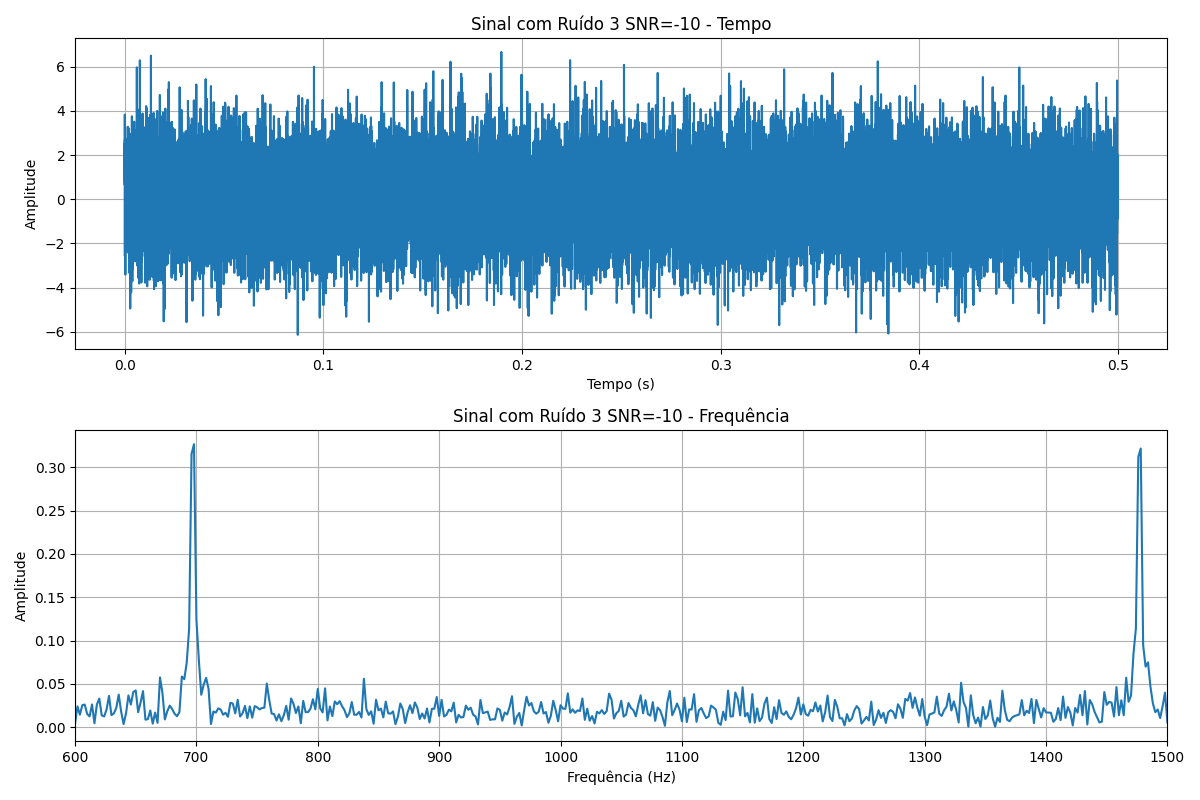 Sinal com Ruído 3 SNR=-10 - Tempo
Amplitude
6
4
2
0
−2
−4
−6
0.0 0.1 0.2 0.3 0.4 0.5
Tempo (s)
Sinal com Ruído 3 SNR=-10 - Frequência
Amplitude
0.30
0.25
0.20
0.15
0.10
0.05
0.00
600 700 800 900 1000 1100 1200 1300 1400 1500
Frequência (Hz)